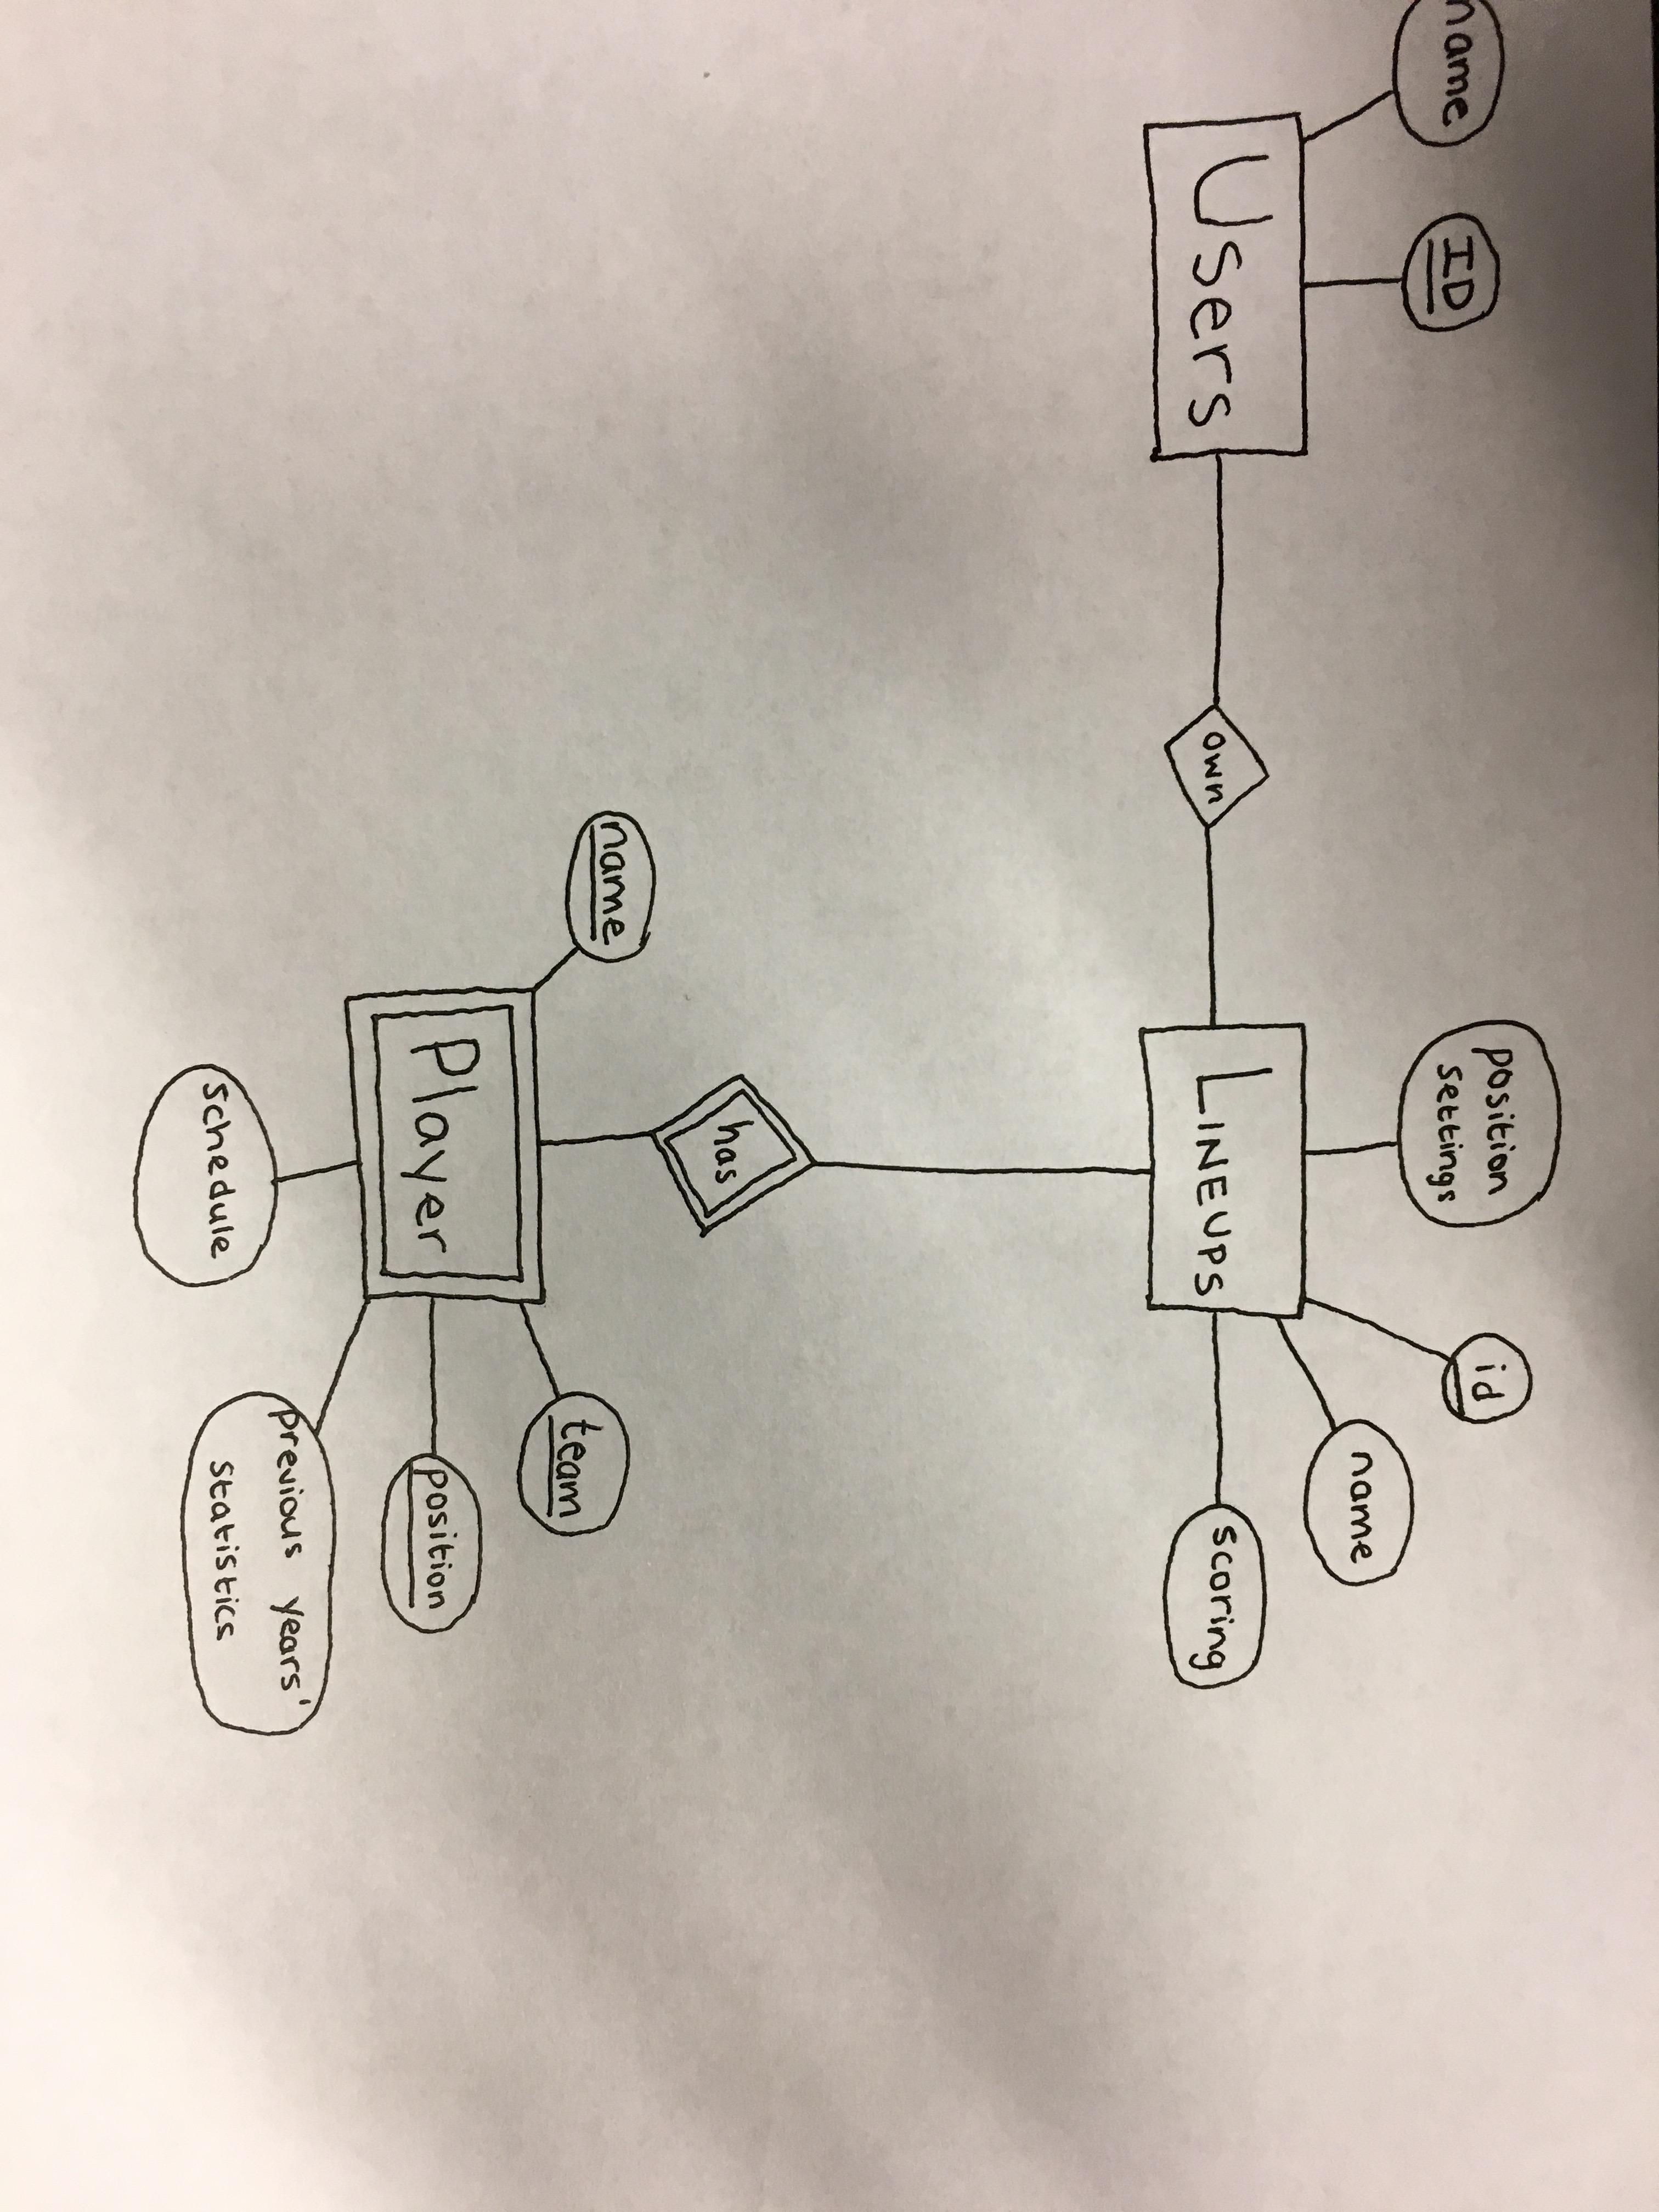 name
ID
position
settings
id
name
Users
own
LINEUPS
scoring
has
name
team
Player
position
schedule
Previous years'
statistics